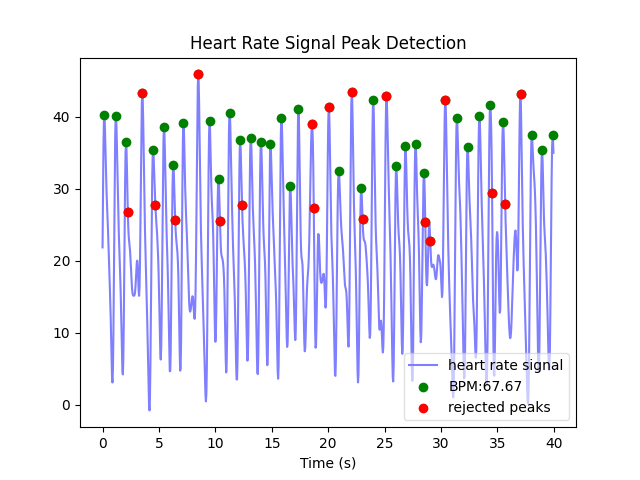 Heart Rate Signal Peak Detection
40
30
20
10
0
heart rate signal
BPM:67.67
rejected peaks
0 5 10 15 20 25 30 35 40
Time (s)